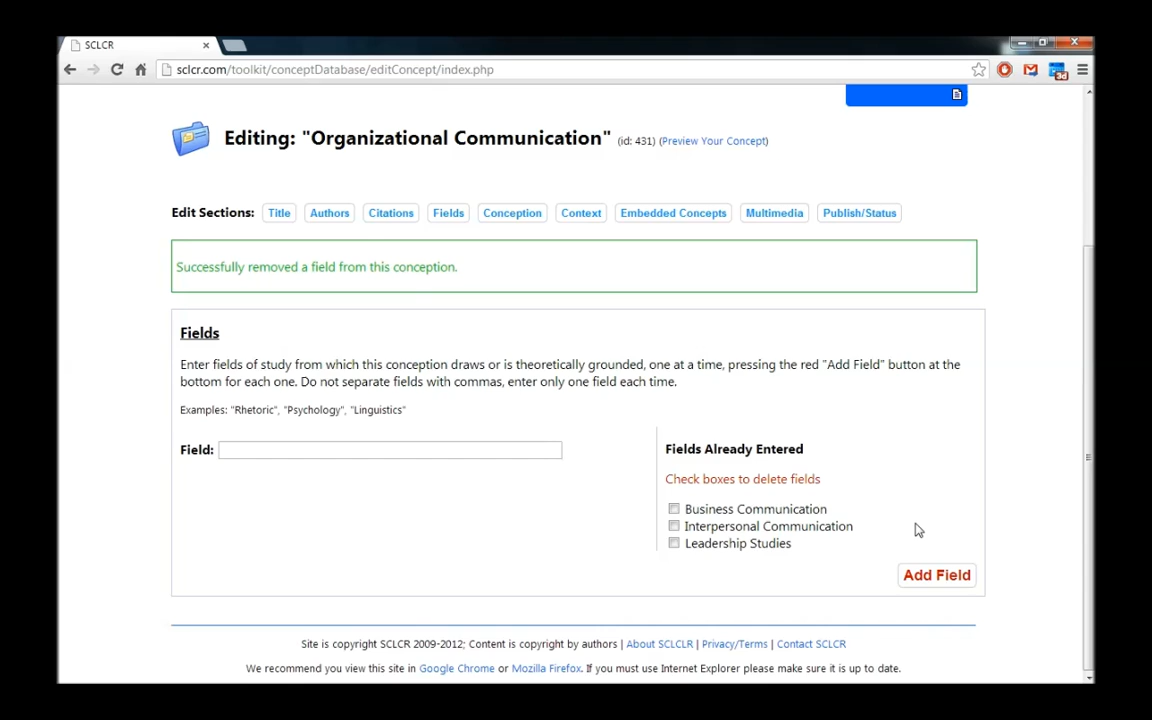 SCLCR
sclcr.com/toolkit/conceptDatabase/editConcept/index.php
Editing: "Organizational Communication" (id: 431) (Preview Your Concept)
Edit Sections: Title Authors Citations Fields Conception Context Embedded Concepts Multimedia Publish/Status
Successfully removed a field from this conception.
Fields
Enter fields of study from which this conception draws or is theoretically grounded, one at a time, pressing the red "Add Field" button at the
bottom for each one. Do not separate fields with commas, enter only one field each time.
Examples: "Rhetoric", "Psychology", "Linguistics"
Field:
Fields Already Entered
Check boxes to delete fields
Business Communication
Interpersonal Communication
Leadership Studies
Add Field
Site is copyright SCLCR 2009-2012; Content is copyright by authors | About SCLCLR | Privacy/Terms | Contact SCLCR
We recommend you view this site in Google Chrome or Mozilla Firefox. If you must use Internet Explorer please make sure it is up to date.